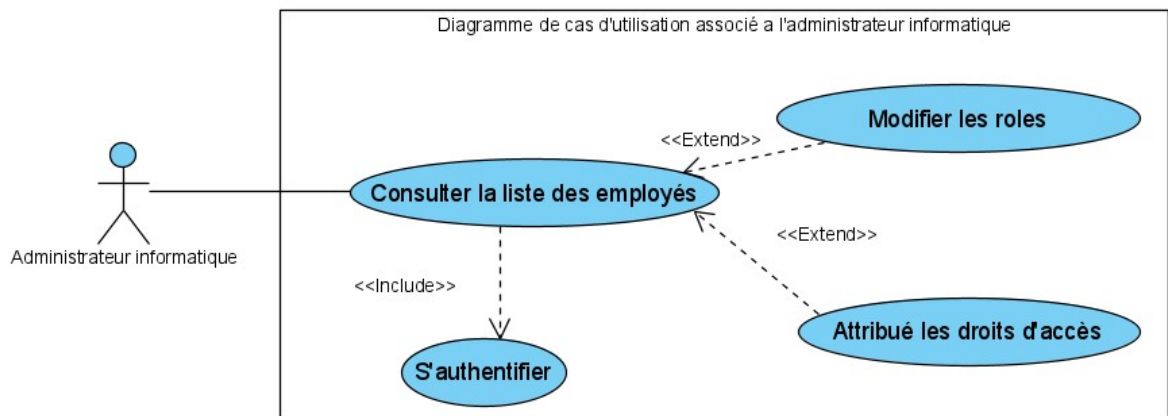 Diagramme de cas d'utilisation associé a l'administrateur informatique
Modifier les roles
<<Extend>>
Consulter la liste des employés
<<Extend>>
Administrateur informatique
<<Include>>
Attribué les droits d'accès
S'authentifier